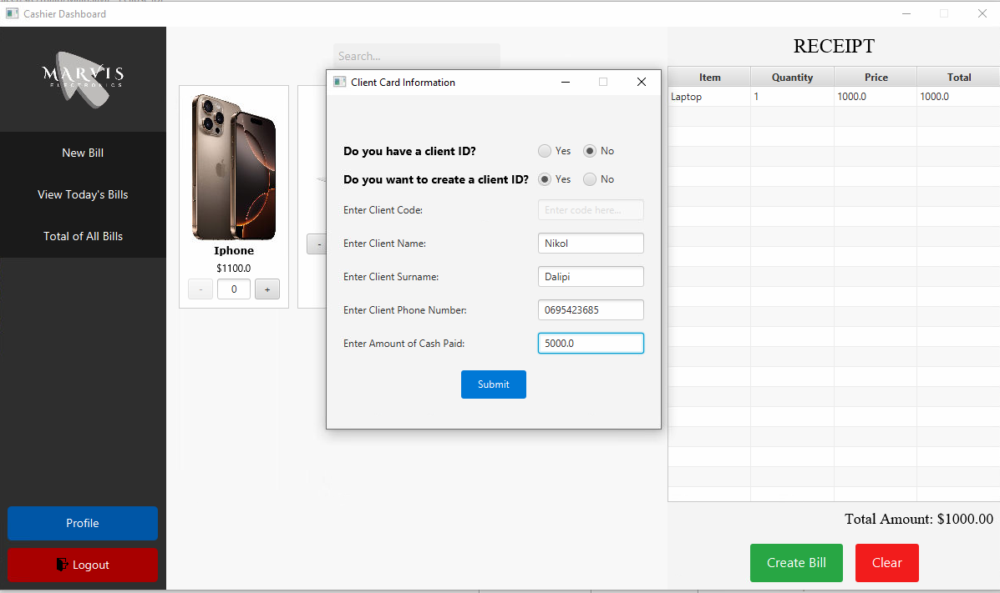 Cashier Dashboard
MARVIS
ELECTRONICS
New Bill
View Today's Bills
Total of All Bills
Profile
Logout
Search...
Iphone
$1100.0
- 0 +
-
Client Card Information
Do you have a client ID? Yes No
Do you want to create a client ID? Yes No
Enter Client Code: Enter code here...
Enter Client Name: Nikol
Enter Client Surname: Dalipi
Enter Client Phone Number: 0695423685
Enter Amount of Cash Paid: 5000.0
Submit
RECEIPT
Item Quantity Price Total
Laptop 1 1000.0 1000.0
Total Amount: $1000.00
Create Bill Clear